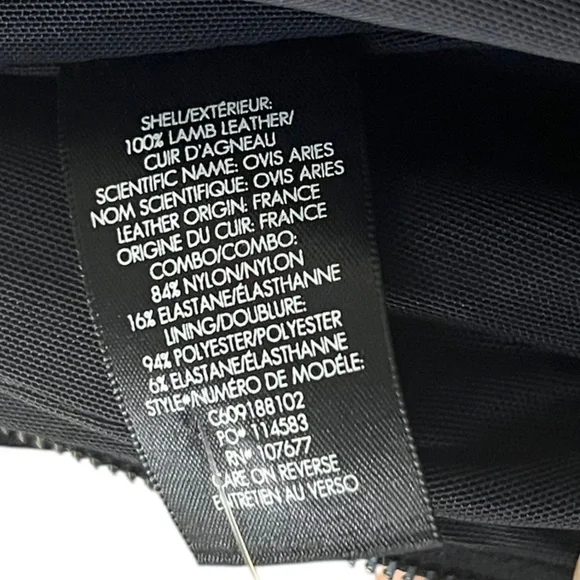 SHELL/EXTÉRIEUR:
100% LAMB LEATHER/
CUIR D'AGNEAU
SCIENTIFIC NAME: OVIS ARIES
NOM SCIENTIFIQUE: OVIS ARIES
LEATHER ORIGIN: FRANCE
ORIGINE DU CUIR: FRANCE
COMBO/COMBO:
84% NYLON/NYLON
16% ELASTANE/ÉLASTHANNE
LINING/DOUBLURE:
94% POLYESTER/POLYESTER
6% ELASTANE/ÉLASTHANNE
STYLE#/NUMÉRO DE MODÉLE:
C609188102
PO# 114583
RN# 107677
CARE ON REVERSE
ENTRETIEN AU VERSO